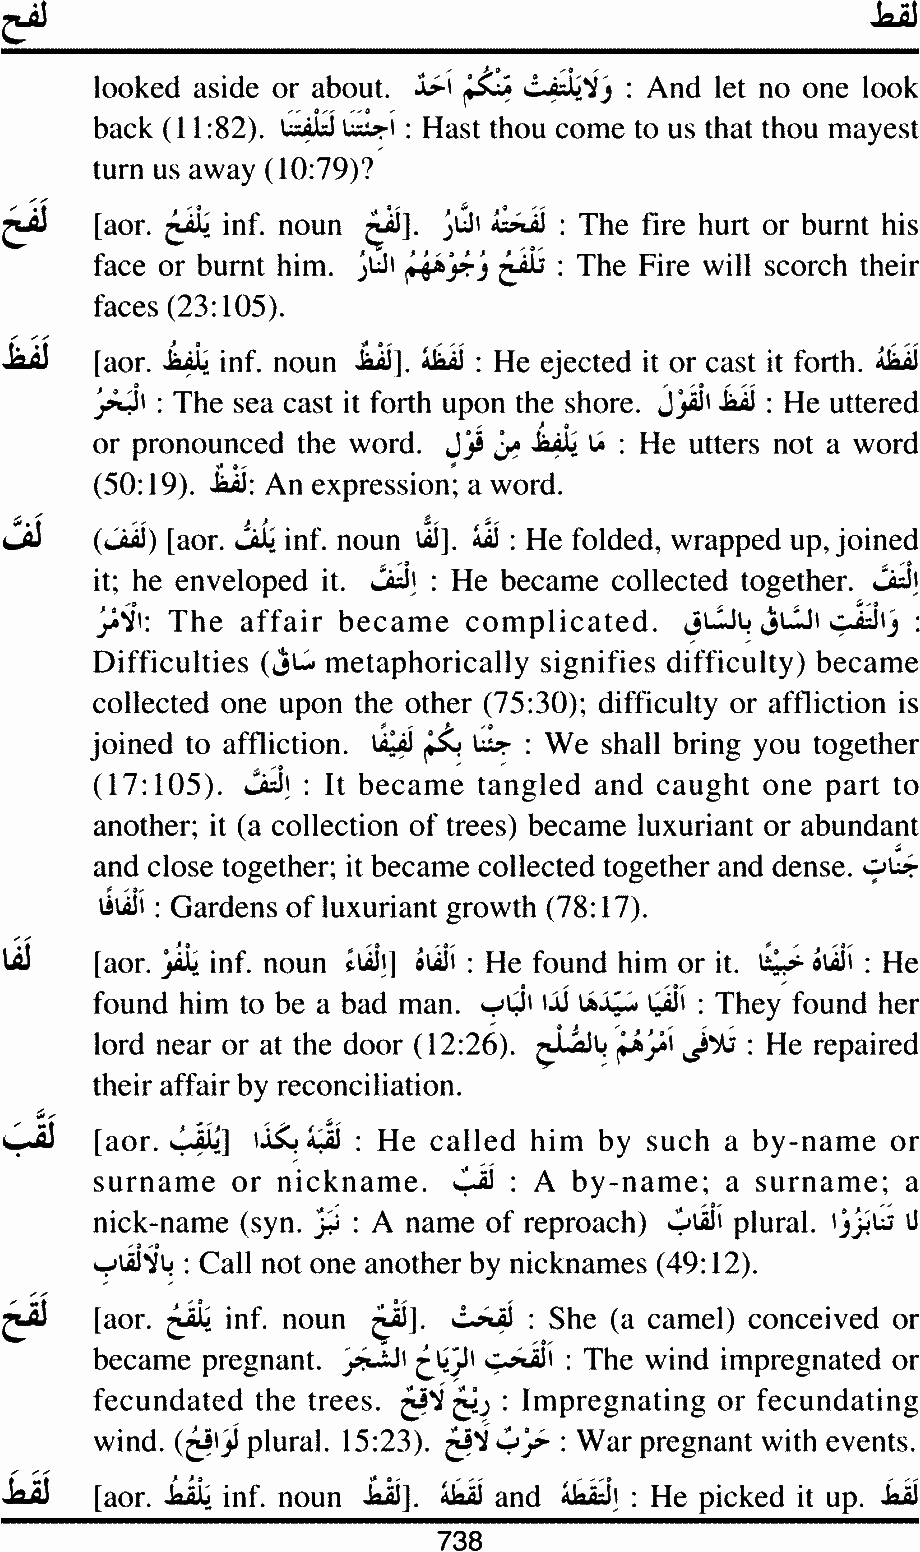 لفح لقط
looked aside or about. وَلَايَلْتَفِتْ مِّنْكُمْ اَحَدٌ : And let no one look
back (11:82). اَجِئْتَنَا لَتَلْفِتَنَا : Hast thou come to us that thou mayest
turn us away (10:79)?
لَفَحَ [aor. يَلْفَحُ inf. noun لَفْحٌ]. لَفَحَتْهُ النَّارُ : The fire hurt or burnt his
face or burnt him. تَلْفَحُ وُجُوْهَهُمُ النَّارُ : The Fire will scorch their
faces (23:105).
لَفَظَ [aor. يَلْفِظُ inf. noun لَفْظٌ]. لَفَظَهٗ : He ejected it or cast it forth. لَفَظَهُ
الْبَحْرُ : The sea cast it forth upon the shore. لَفَظَ الْقَوْلَ : He uttered
or pronounced the word. مَا يَلْفِظُ مِنْ قَوْلٍ : He utters not a word
(50:19). لَفْظٌ: An expression; a word.
لَفَّ (لَفَفَ) [aor. يَلُفُّ inf. noun لَفًّا]. لَفَّهٗ : He folded, wrapped up, joined
it; he enveloped it. اِلْتَفَّ : He became collected together. اِلْتَفَّ
الْاَمْرُ: The affair became complicated. وَالْتَفَّتِ السَّاقُ بِالسَّاقِ :
Difficulties (سَاقٌ metaphorically signifies difficulty) became
collected one upon the other (75:30); difficulty or affliction is
joined to affliction. جِئْنَا بِكُمْ لَفِيْفًا : We shall bring you together
(17:105). اِلْتَفَّ : It became tangled and caught one part to
another; it (a collection of trees) became luxuriant or abundant
and close together; it became collected together and dense. جَنَّاتٍ
اَلْفَافًا : Gardens of luxuriant growth (78:17).
لَفَا [aor. يَلْفُوْ inf. noun اِلْفَاءً] اَلْفَاهُ : He found him or it. اَلْفَاهُ خَبِيْثًا : He
found him to be a bad man. اَلْفَيَا سَيِّدَهَا لَدَا الْبَابِ : They found her
lord near or at the door (12:26). تَلَافَى اَمْرُهُمْ بِالصُّلْحِ : He repaired
their affair by reconciliation.
لَقَّبَ [aor. يُلَقِّبُ] لَقَّبَهٗ بِكَذَا : He called him by such a by-name or
surname or nickname. لَقَبٌ : A by-name; a surname; a
nick-name (syn. نَبَزٌ : A name of reproach) اَلْقَابٌ plural. لَا تَنَابَزُوْا
بِالْاَلْقَابِ : Call not one another by nicknames (49:12).
لَقَحَ [aor. يَلْقَحُ inf. noun لَقْحٌ]. لَقِحَتْ : She (a camel) conceived or
became pregnant. اَلْقَحَتِ الرِّيَاحُ الشَّجَرَ : The wind impregnated or
fecundated the trees. رِيْحٌ لَاقِحٌ : Impregnating or fecundating
wind. (لَوَاقِحُ plural. 15:23). حَرْبٌ لَاقِحٌ : War pregnant with events.
لَقَطَ [aor. يَلْقُطُ inf. noun لَقْطٌ]. لَقَطَهٗ and اِلْتَقَطَهٗ : He picked it up. لَقَطَ
738